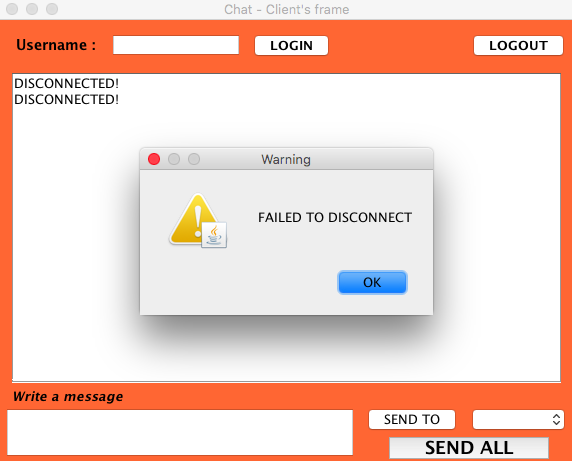 Chat - Client's frame
Username :
LOGIN
LOGOUT
DISCONNECTED!
DISCONNECTED!
Warning
FAILED TO DISCONNECT
OK
Write a message
SEND TO
SEND ALL